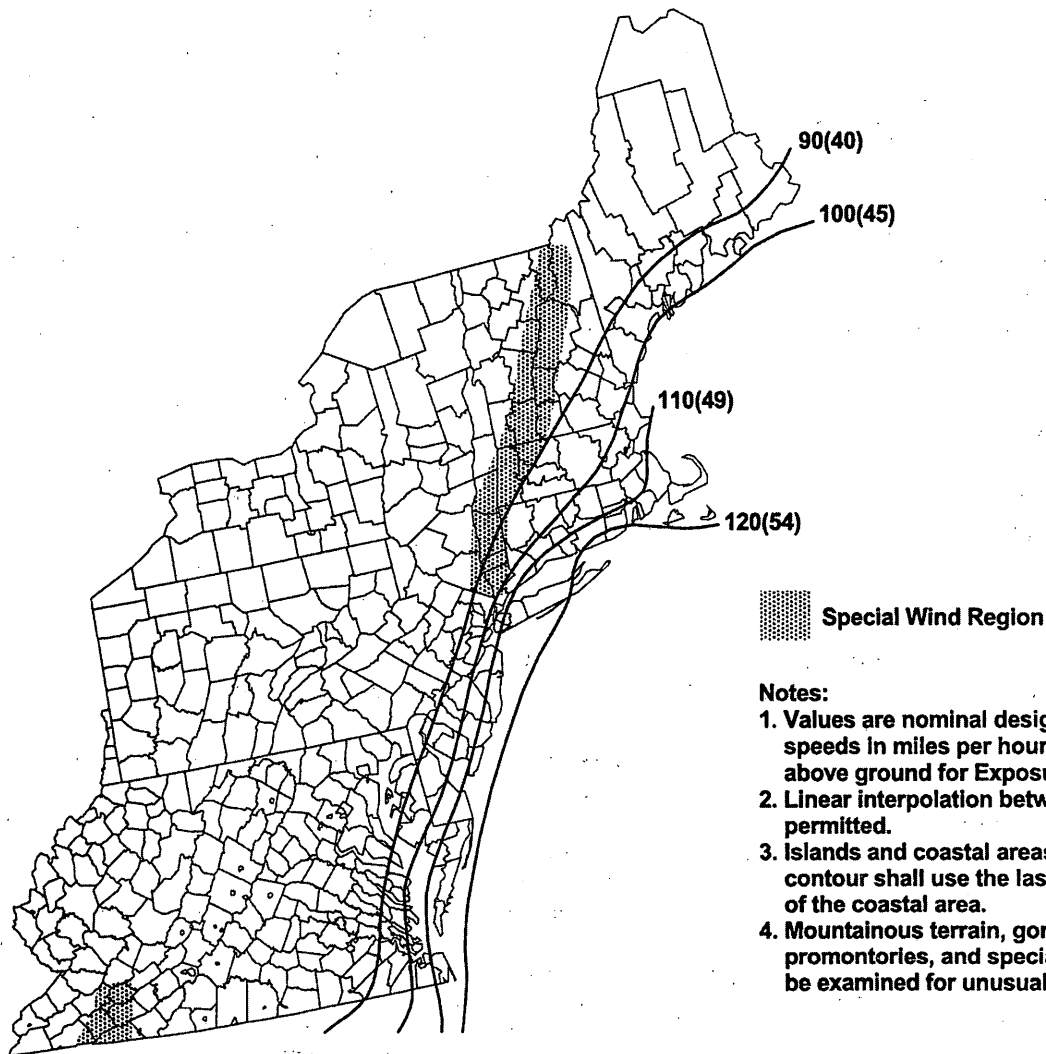 90(40)
100(45)
110(49)
120(54)
Special Wind Region
Notes:
1. Values are nominal desig
speeds in miles per hour
above ground for Exposu
2. Linear interpolation betw
permitted.
3. Islands and coastal areas
contour shall use the las
of the coastal area.
4. Mountainous terrain, gor
promontories, and specia
be examined for unusual